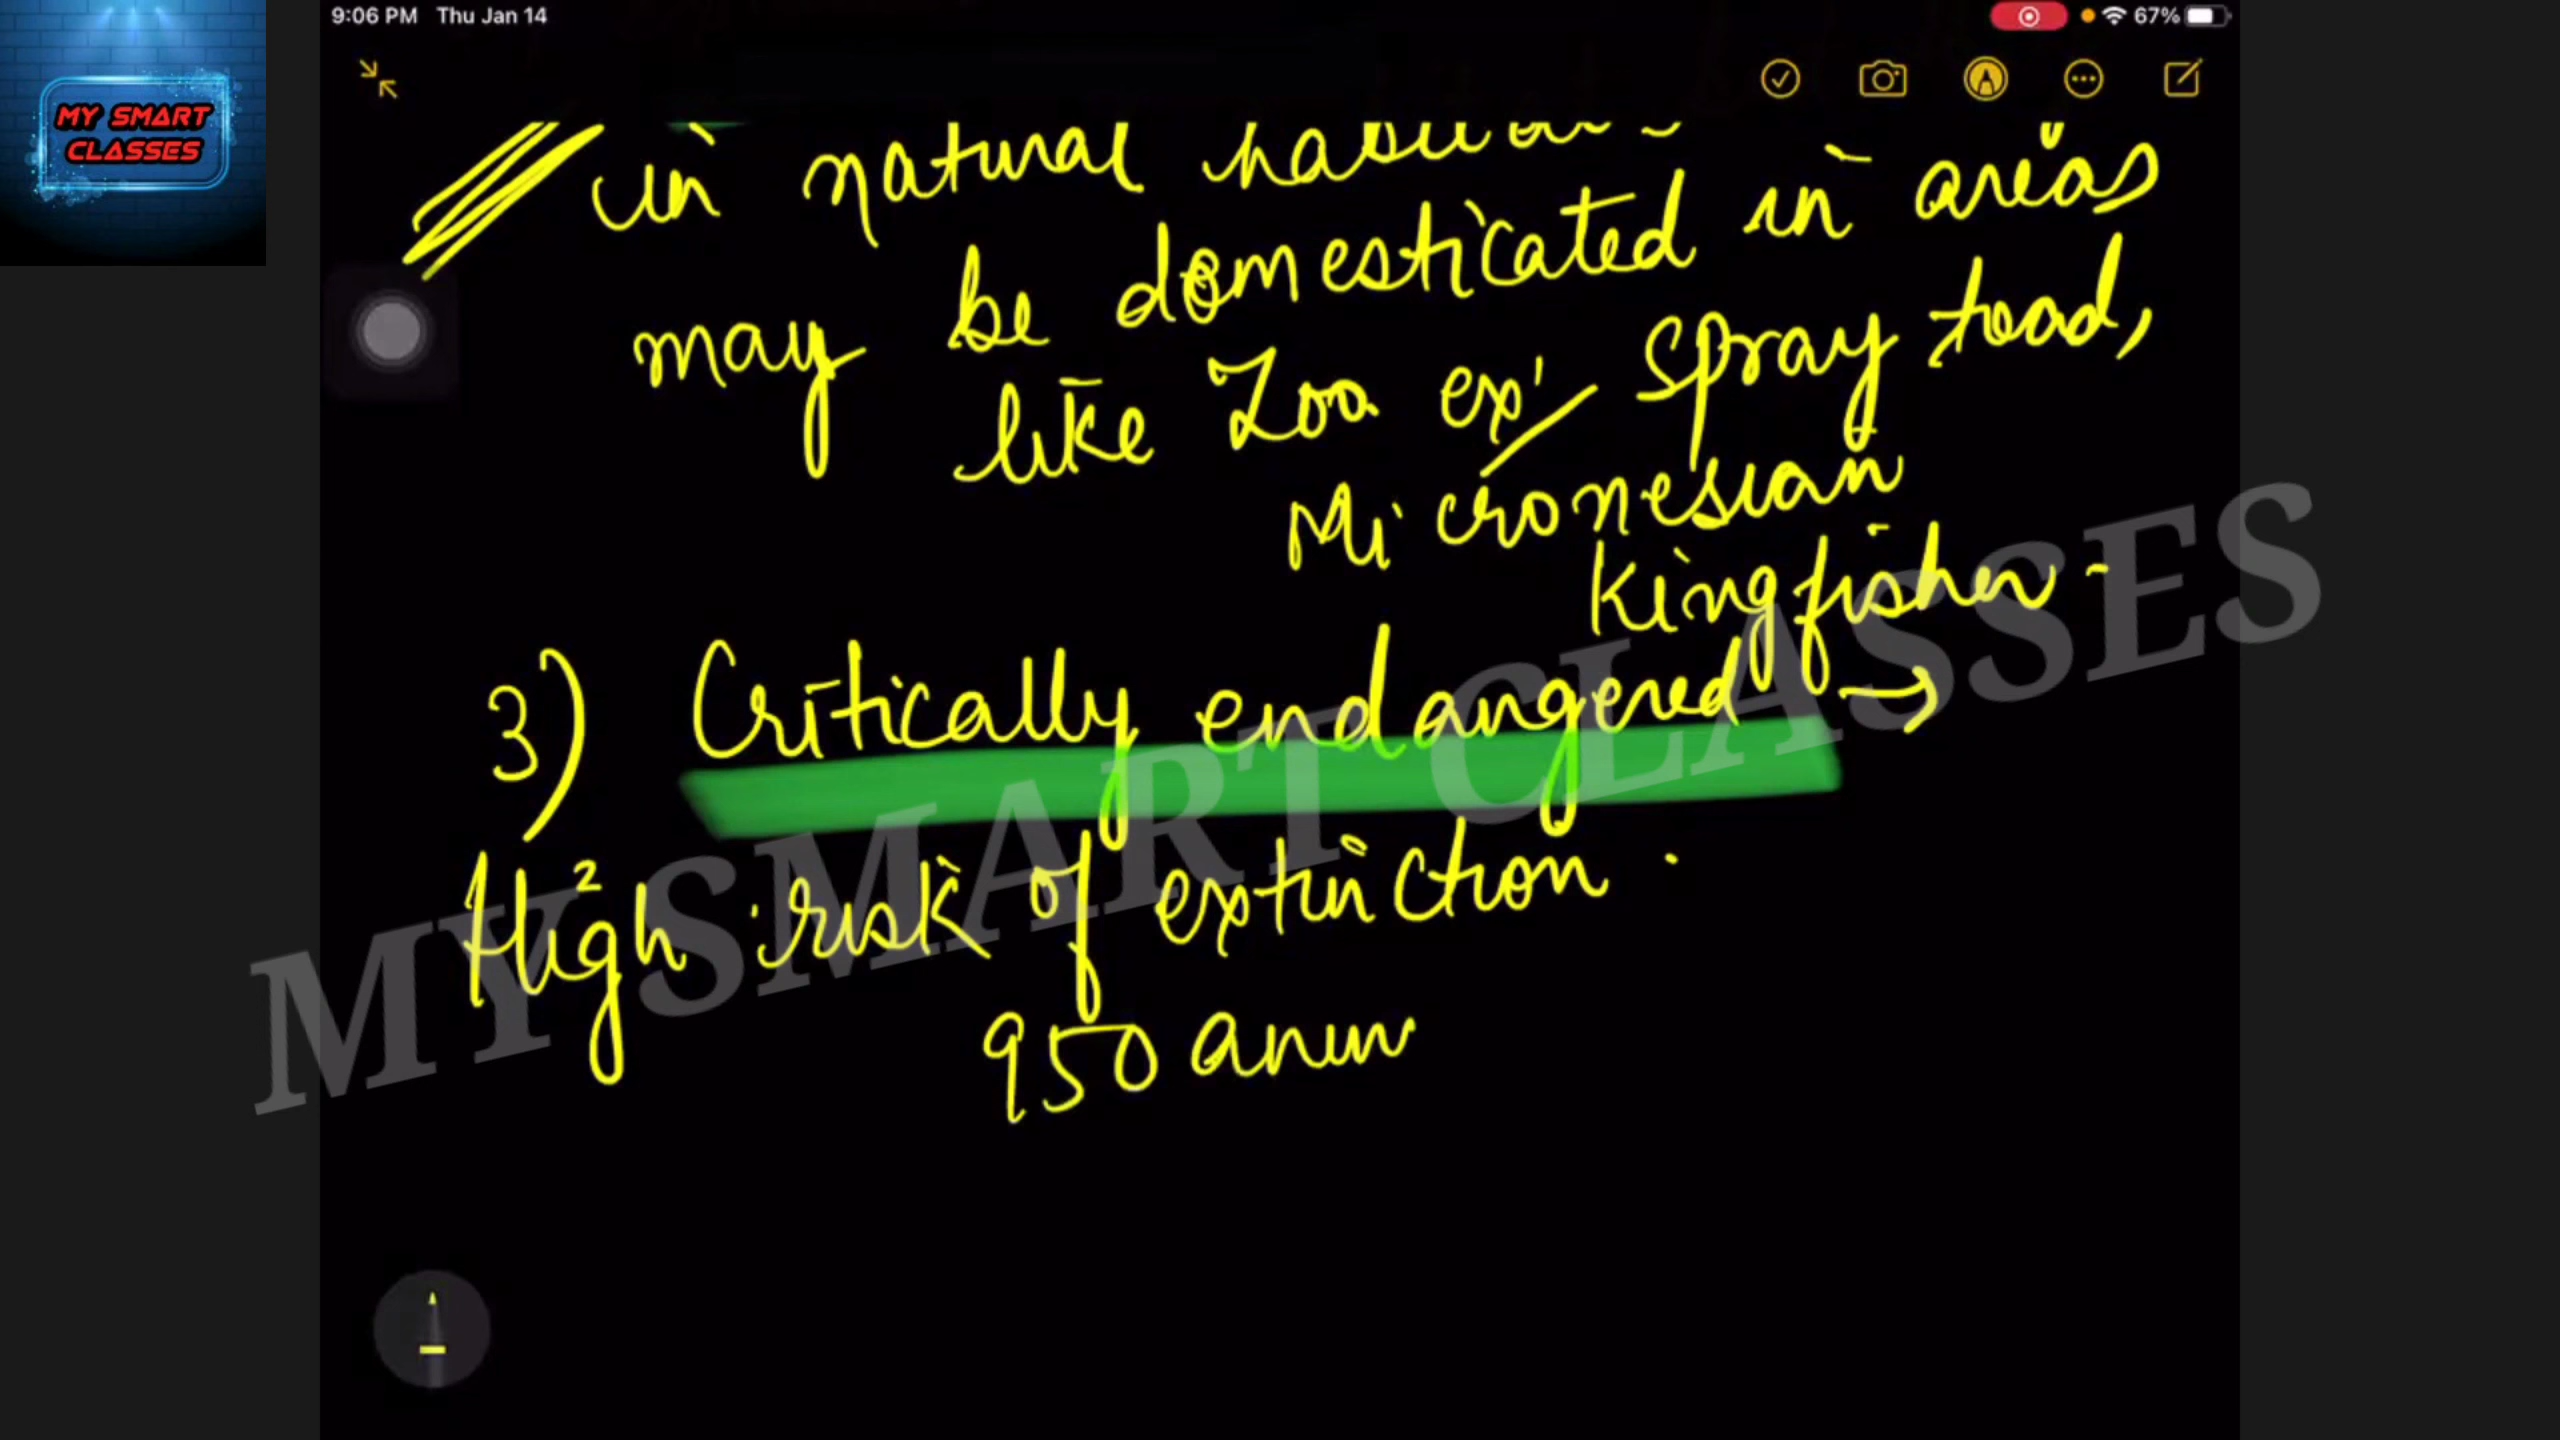 9:06 PM Thu Jan 14
67%
MY SMART
CLASSES
in natural
may be domesticated in areas
like Zoo ex/ Spray toad,
Micronesian
Kingfisher -
3) Critically endangered →
High² risk of extinction.
950 anim
MY SMART CLASSES